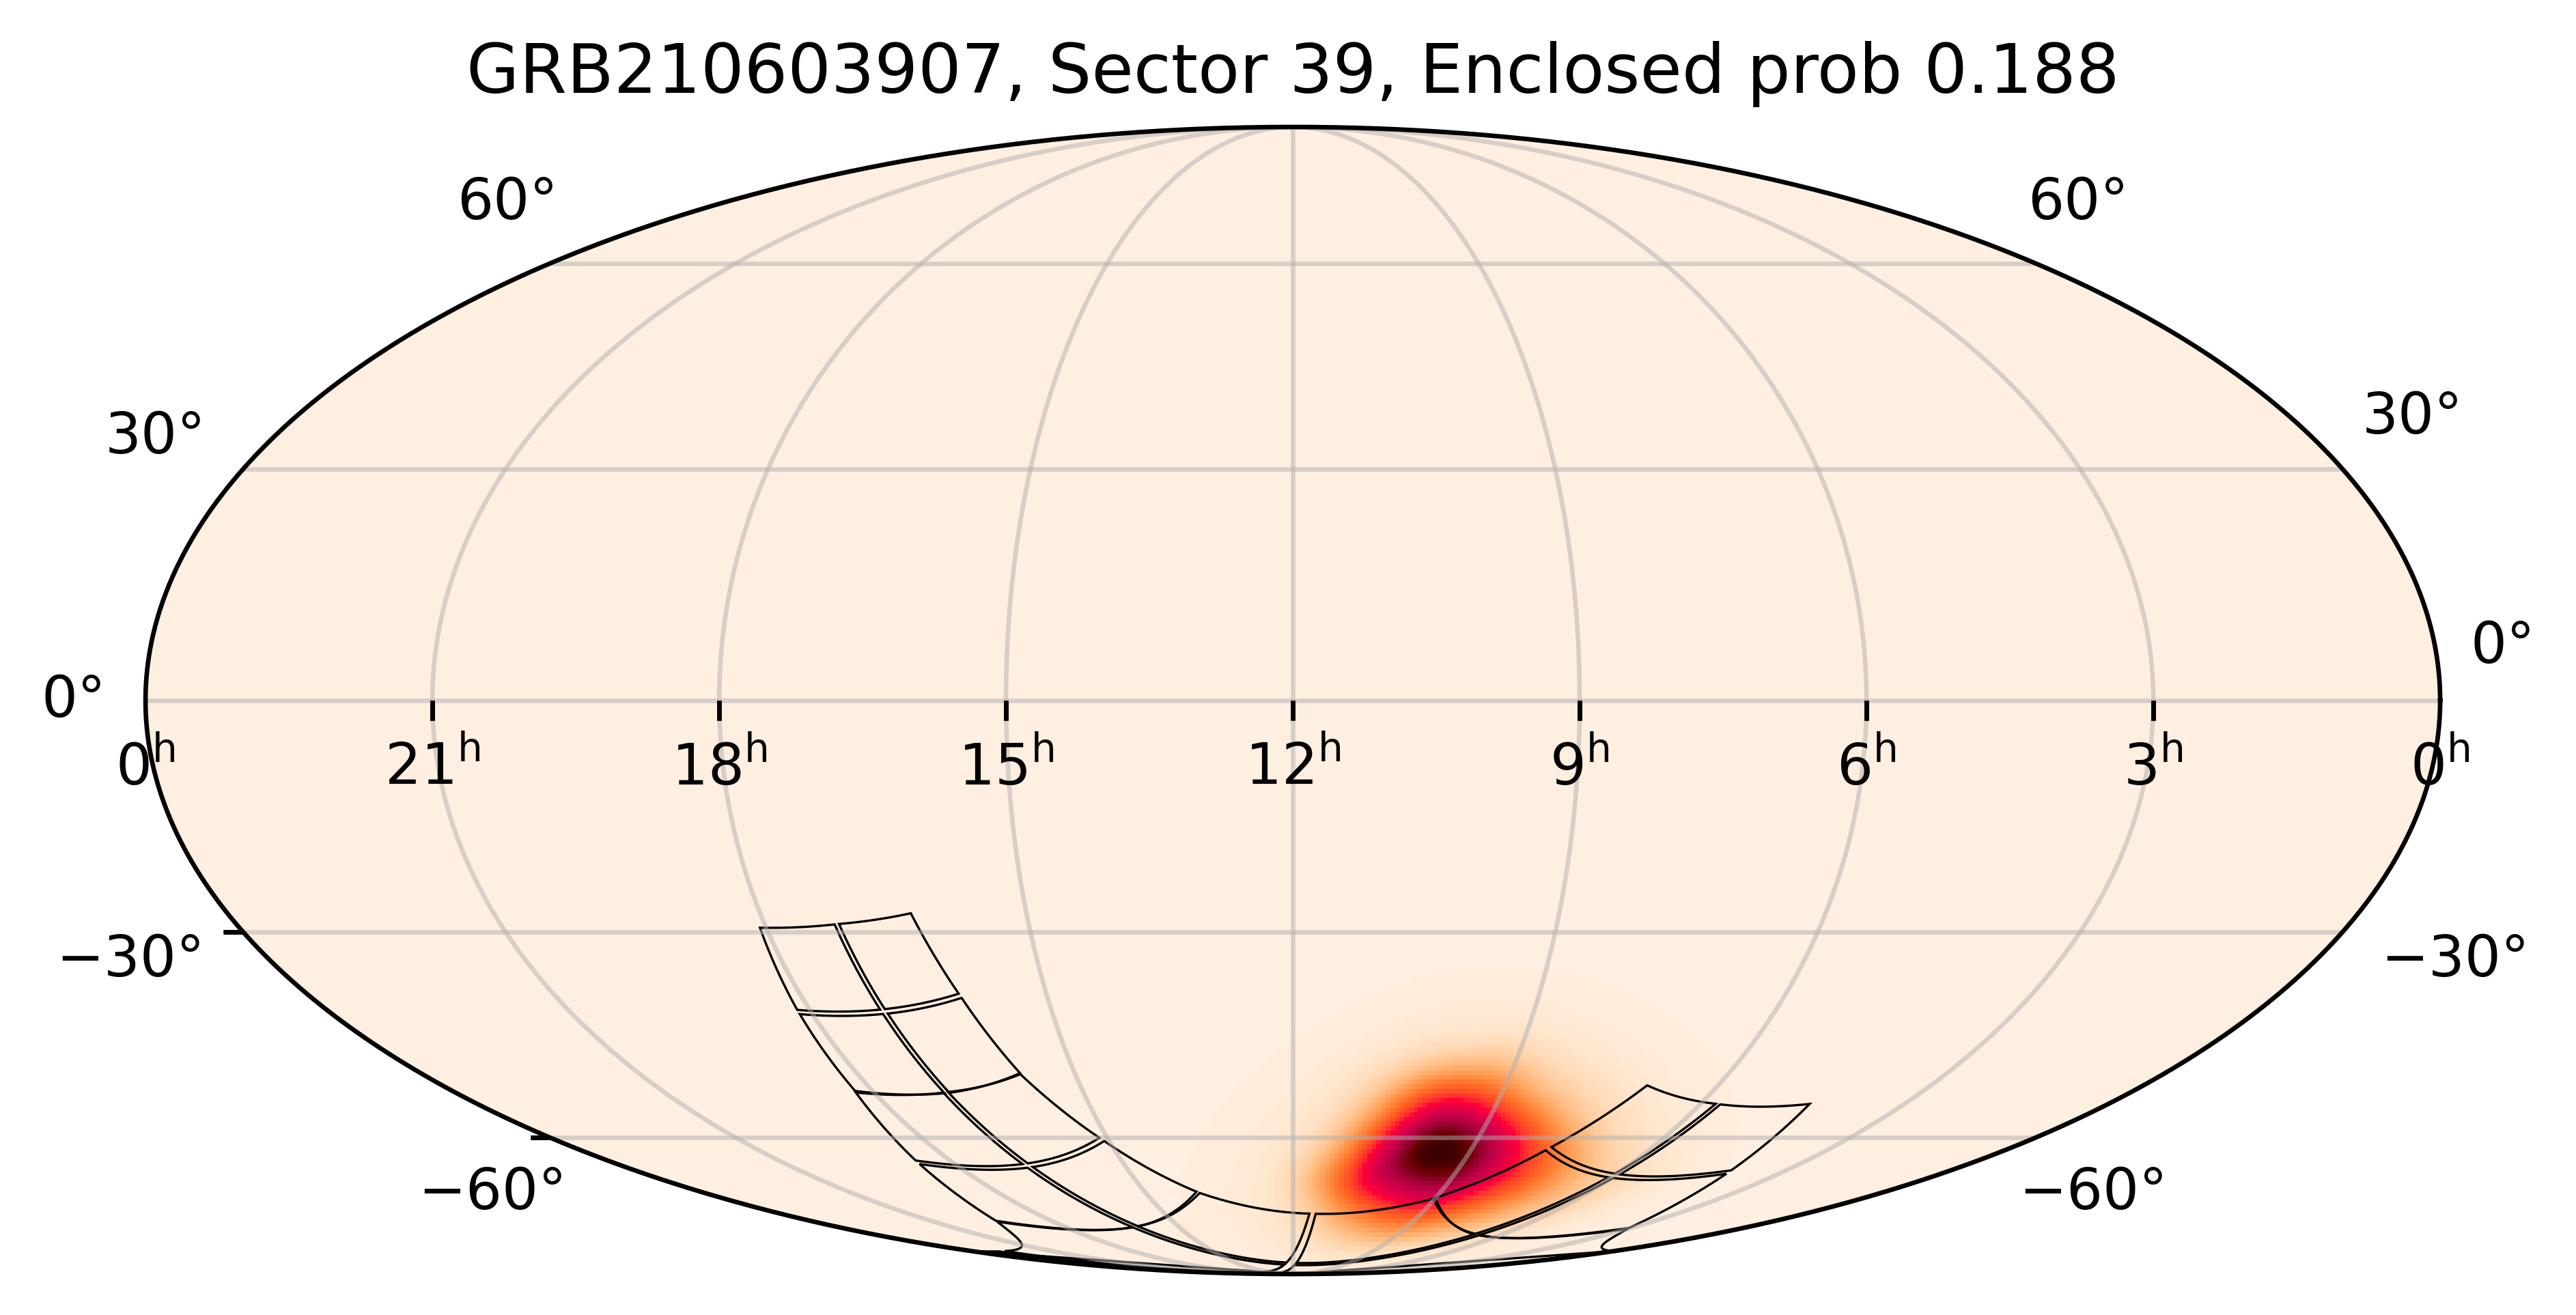 GRB210603907, Sector 39, Enclosed prob 0.188
60° 60°
30° 30°
0° 0°
0ʰ 21ʰ 18ʰ 15ʰ 12ʰ 9ʰ 6ʰ 3ʰ 0ʰ
−30° −30°
−60° −60°